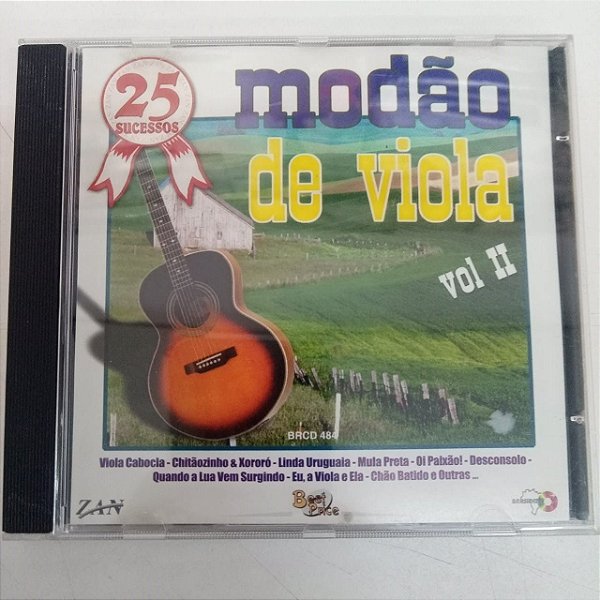 25
SUCESSOS
modão
de viola
vol II
BRCD 484
Viola Cabocla - Chitãozinho & Xororó - Linda Uruguaia - Mula Preta - Oi Paixão! - Desconsolo -
Quando a Lua Vem Surgindo - Eu, a Viola e Ela - Chão Batido e Outras ...
ZAN
Best
Price